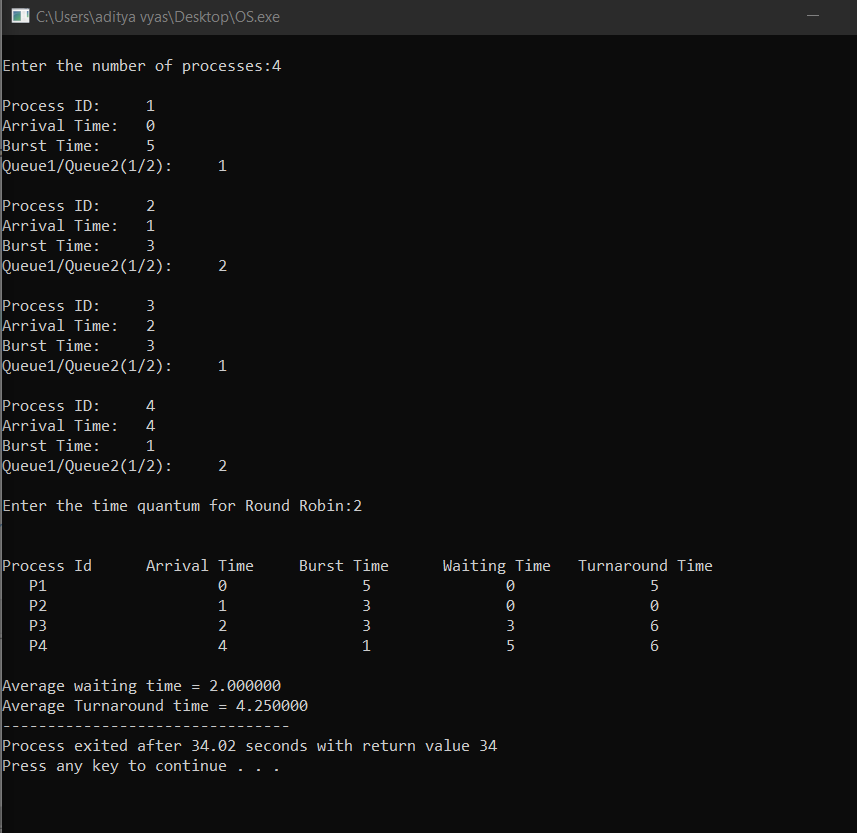 C:\Users\aditya vyas\Desktop\OS.exe
Enter the number of processes:4
Process ID: 1
Arrival Time: 0
Burst Time: 5
Queue1/Queue2(1/2): 1
Process ID: 2
Arrival Time: 1
Burst Time: 3
Queue1/Queue2(1/2): 2
Process ID: 3
Arrival Time: 2
Burst Time: 3
Queue1/Queue2(1/2): 1
Process ID: 4
Arrival Time: 4
Burst Time: 1
Queue1/Queue2(1/2): 2
Enter the time quantum for Round Robin:2
Process Id Arrival Time Burst Time Waiting Time Turnaround Time
P1 0 5 0 5
P2 1 3 0 0
P3 2 3 3 6
P4 4 1 5 6
Average waiting time = 2.000000
Average Turnaround time = 4.250000
--------------------------------
Process exited after 34.02 seconds with return value 34
Press any key to continue . . .